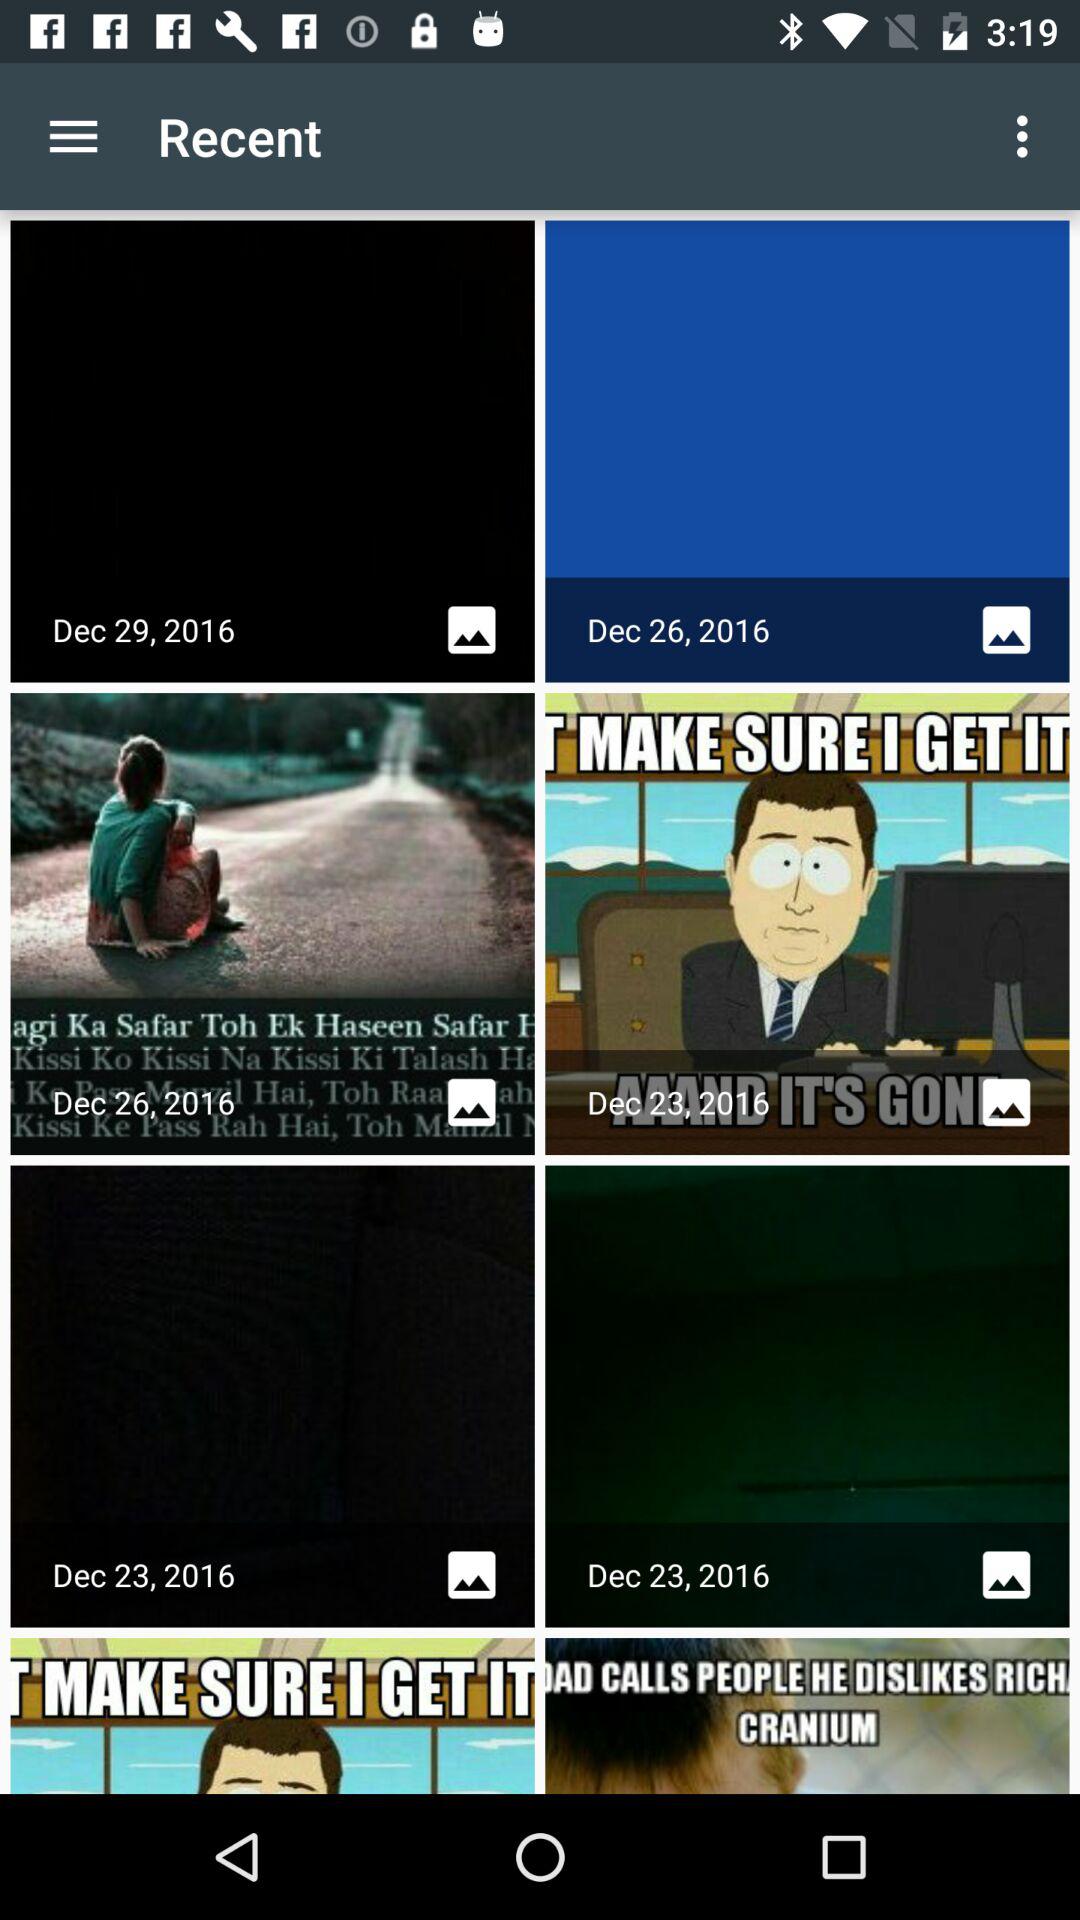 3:19
Recent
Dec 29, 2016
Dec 26, 2016
agi Ka Safar Toh Ek Haseen Safar H
Kissi Ko Kissi Na Kissi Ki Talash Ha
Ke Pass Manzil Hai, Toh Raa
Kissi Ke Pass Rah Hai, Toh Manzil N
Dec 26, 2016
T MAKE SURE I GET IT
AAAND IT'S GONE
Dec 23, 2016
Dec 23, 2016
Dec 23, 2016
T MAKE SURE I GET IT
DAD CALLS PEOPLE HE DISLIKES RICHA
CRANIUM